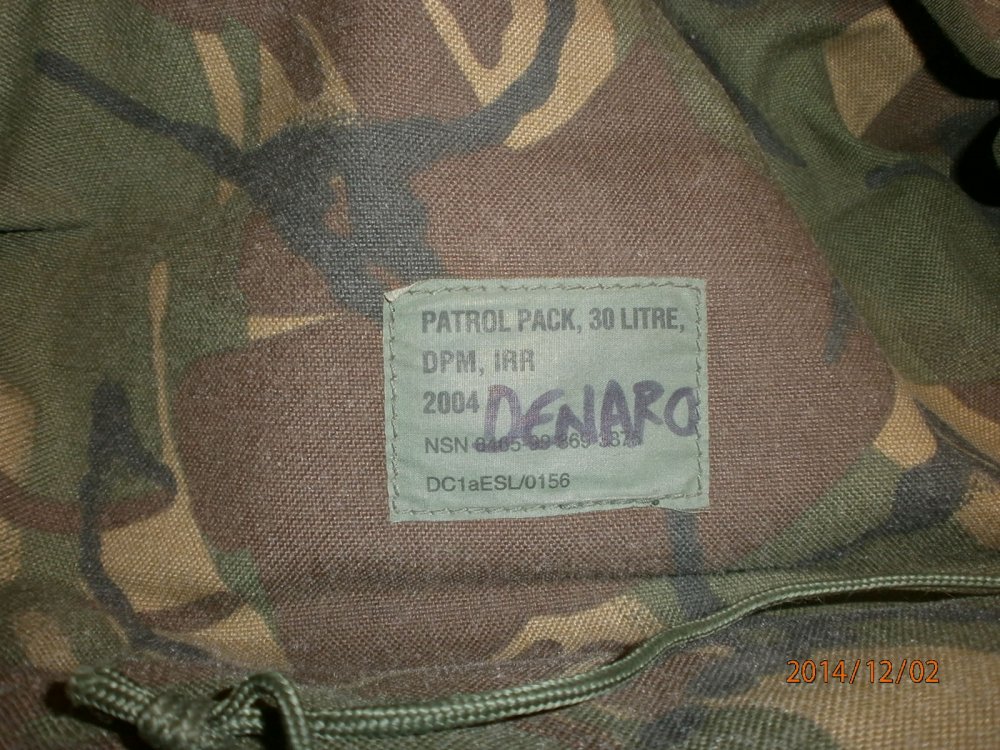 PATROL PACK, 30 LITRE,
DPM, IRR
2004 DENARO
NSN
DC1aESL/0156
2014/12/02